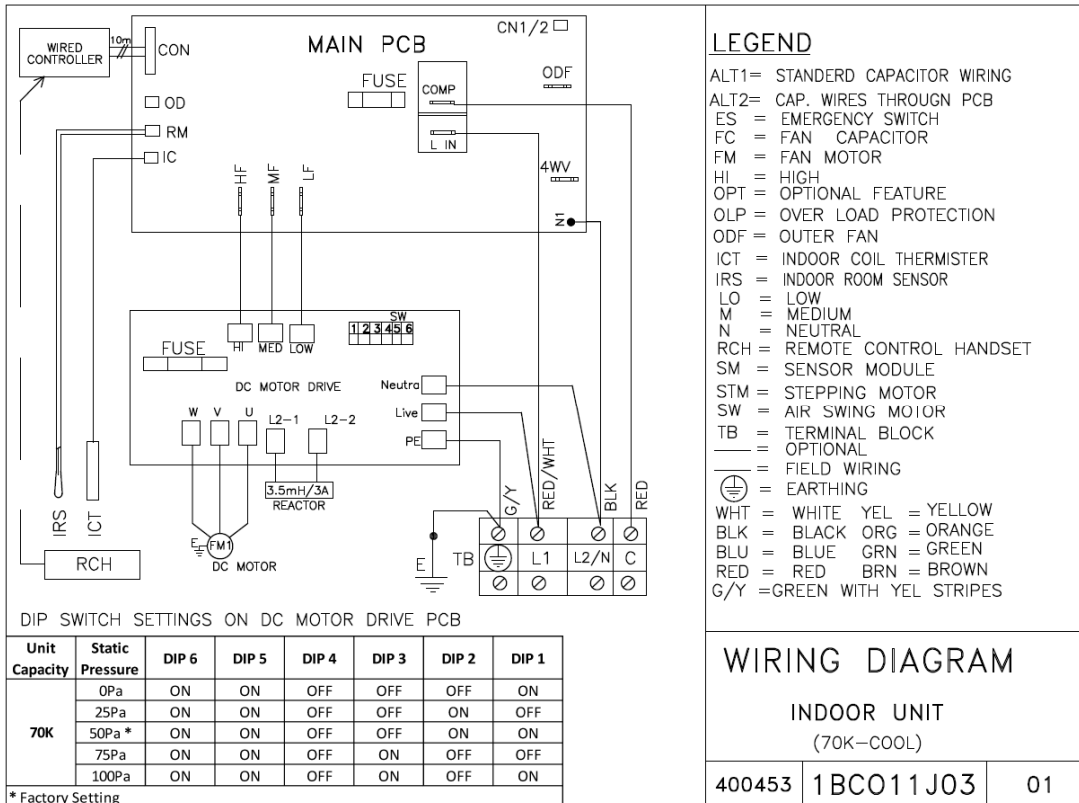 WIRED
CONTROLLER
10m
CON
MAIN PCB
CN1/2
FUSE
COMP
L IN
ODF
OD
RM
IC
HF
MF
LF
4WV
N1
SW
1 2 3 4 5 6
HI
MED
LOW
FUSE
DC MOTOR DRIVE
Neutra
Live
PE
W V U L2-1 L2-2
3.5mH/3A
REACTOR
G/Y
RED/WHT
BLK
RED
IRS
ICT
E
FM1
DC MOTOR
RCH
E
TB
L1
L2/N
C
DIP SWITCH SETTINGS ON DC MOTOR DRIVE PCB
Unit Capacity Static Pressure DIP 6 DIP 5 DIP 4 DIP 3 DIP 2 DIP 1
70K
0Pa ON ON OFF OFF OFF ON
25Pa ON ON OFF OFF ON OFF
50Pa * ON ON OFF OFF ON ON
75Pa ON ON OFF ON OFF OFF
100Pa ON ON OFF ON OFF ON
* Factory Setting
LEGEND
ALT1= STANDERD CAPACITOR WIRING
ALT2= CAP. WIRES THROUGN PCB
ES = EMERGENCY SWITCH
FC = FAN CAPACITOR
FM = FAN MOTOR
HI = HIGH
OPT = OPTIONAL FEATURE
OLP = OVER LOAD PROTECTION
ODF = OUTER FAN
ICT = INDOOR COIL THERMISTER
IRS = INDOOR ROOM SENSOR
LO = LOW
M = MEDIUM
N = NEUTRAL
RCH = REMOTE CONTROL HANDSET
SM = SENSOR MODULE
STM = STEPPING MOTOR
SW = AIR SWING MOTOR
TB = TERMINAL BLOCK
= OPTIONAL
= FIELD WIRING
= EARTHING
WHT = WHITE YEL = YELLOW
BLK = BLACK ORG = ORANGE
BLU = BLUE GRN = GREEN
RED = RED BRN = BROWN
G/Y =GREEN WITH YEL STRIPES
WIRING DIAGRAM
INDOOR UNIT
(70K-COOL)
400453 1BC011J03 01